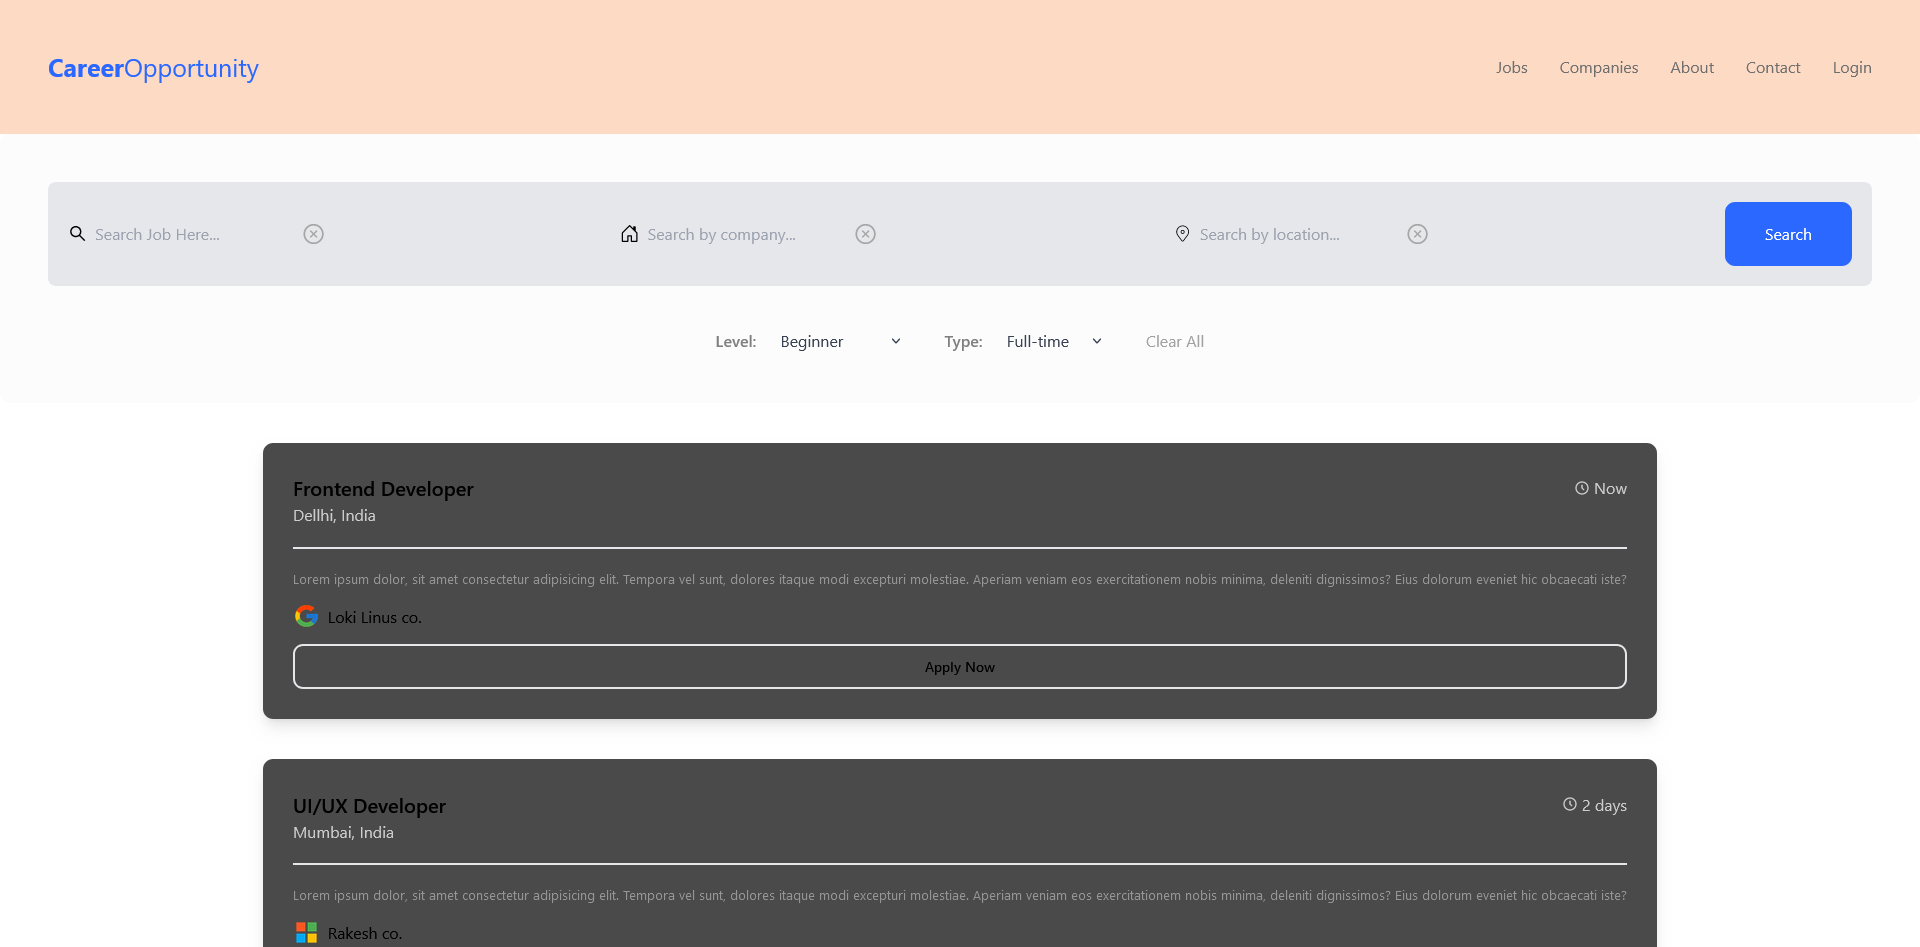 CareerOpportunity
Jobs Companies About Contact Login
Search Job Here... Search by company... Search by location... Search
Level: Beginner Type: Full-time Clear All
Frontend Developer Now
Dellhi, India
Lorem ipsum dolor, sit amet consectetur adipisicing elit. Tempora vel sunt, dolores itaque modi excepturi molestiae. Aperiam veniam eos exercitationem nobis minima, deleniti dignissimos? Eius dolorum eveniet hic obcaecati iste?
Loki Linus co.
Apply Now
UI/UX Developer 2 days
Mumbai, India
Lorem ipsum dolor, sit amet consectetur adipisicing elit. Tempora vel sunt, dolores itaque modi excepturi molestiae. Aperiam veniam eos exercitationem nobis minima, deleniti dignissimos? Eius dolorum eveniet hic obcaecati iste?
Rakesh co.